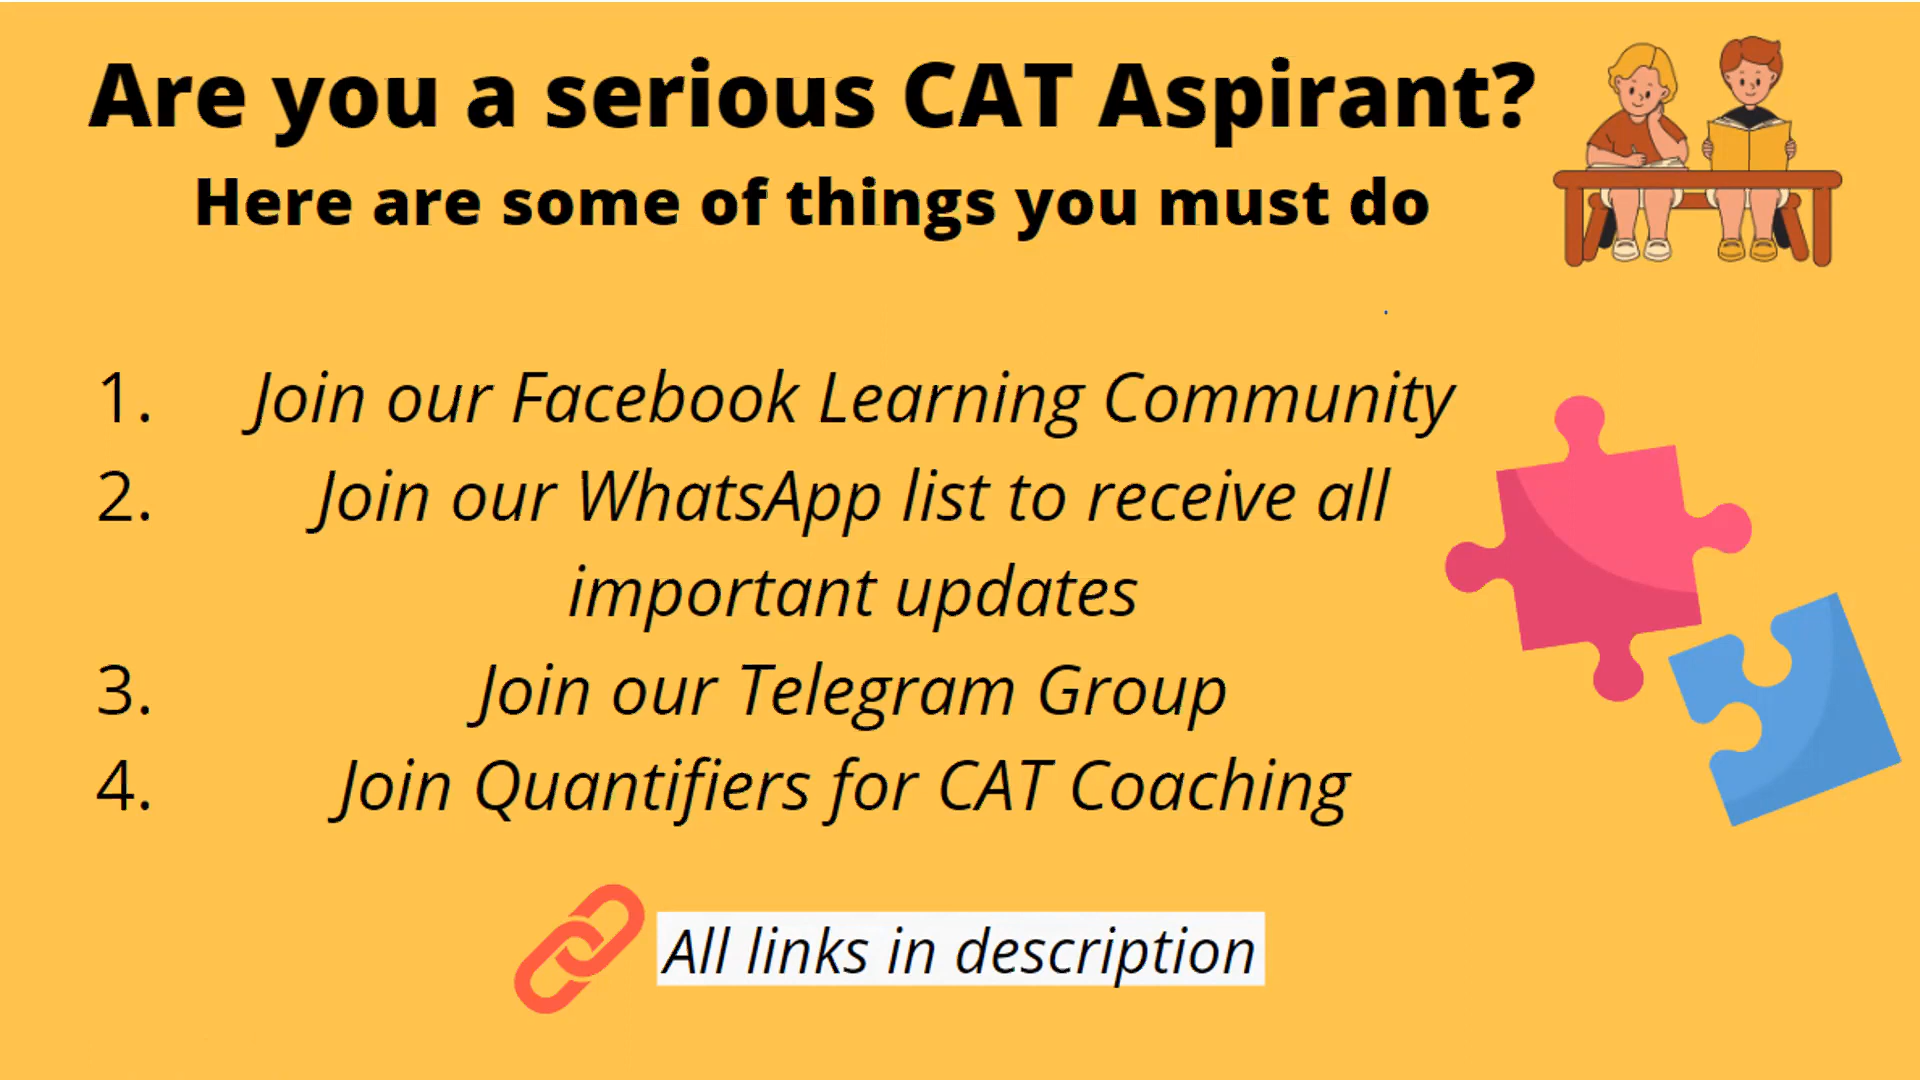 Are you a serious CAT Aspirant?
Here are some of things you must do
1. Join our Facebook Learning Community
2. Join our WhatsApp list to receive all
important updates
3. Join our Telegram Group
4. Join Quantifiers for CAT Coaching
All links in description